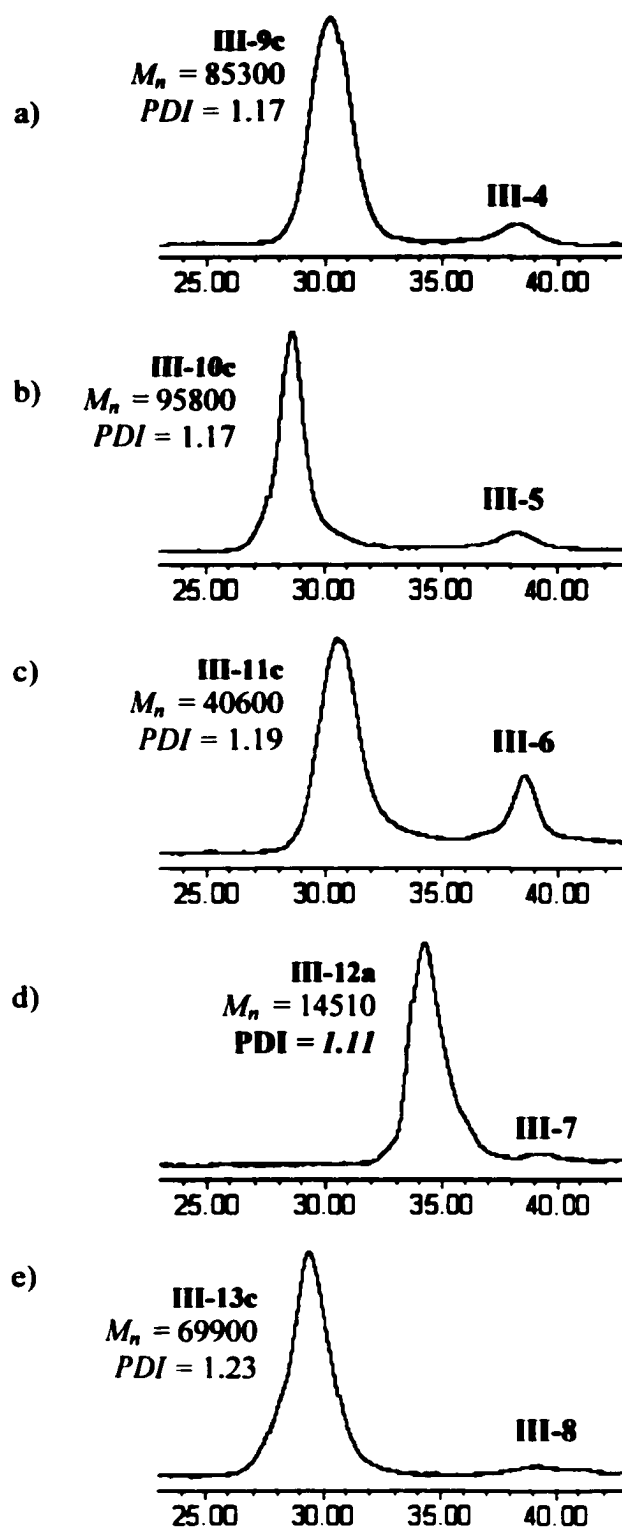 III-9c
Mn = 85300
PDI = 1.17
a)
III-4
25.00 30.00 35.00 40.00
III-10c
b)
Mn = 95800
PDI = 1.17
III-5
25.00 30.00 35.00 40.00
c)
III-11c
Mn = 40600
PDI = 1.19
III-6
25.00 30.00 35.00 40.00
III-12a
d)
Mn = 14510
PDI = 1.11
III-7
25.00 30.00 35.00 40.00
e)
III-13c
Mn = 69900
PDI = 1.23
III-8
25.00 30.00 35.00 40.00